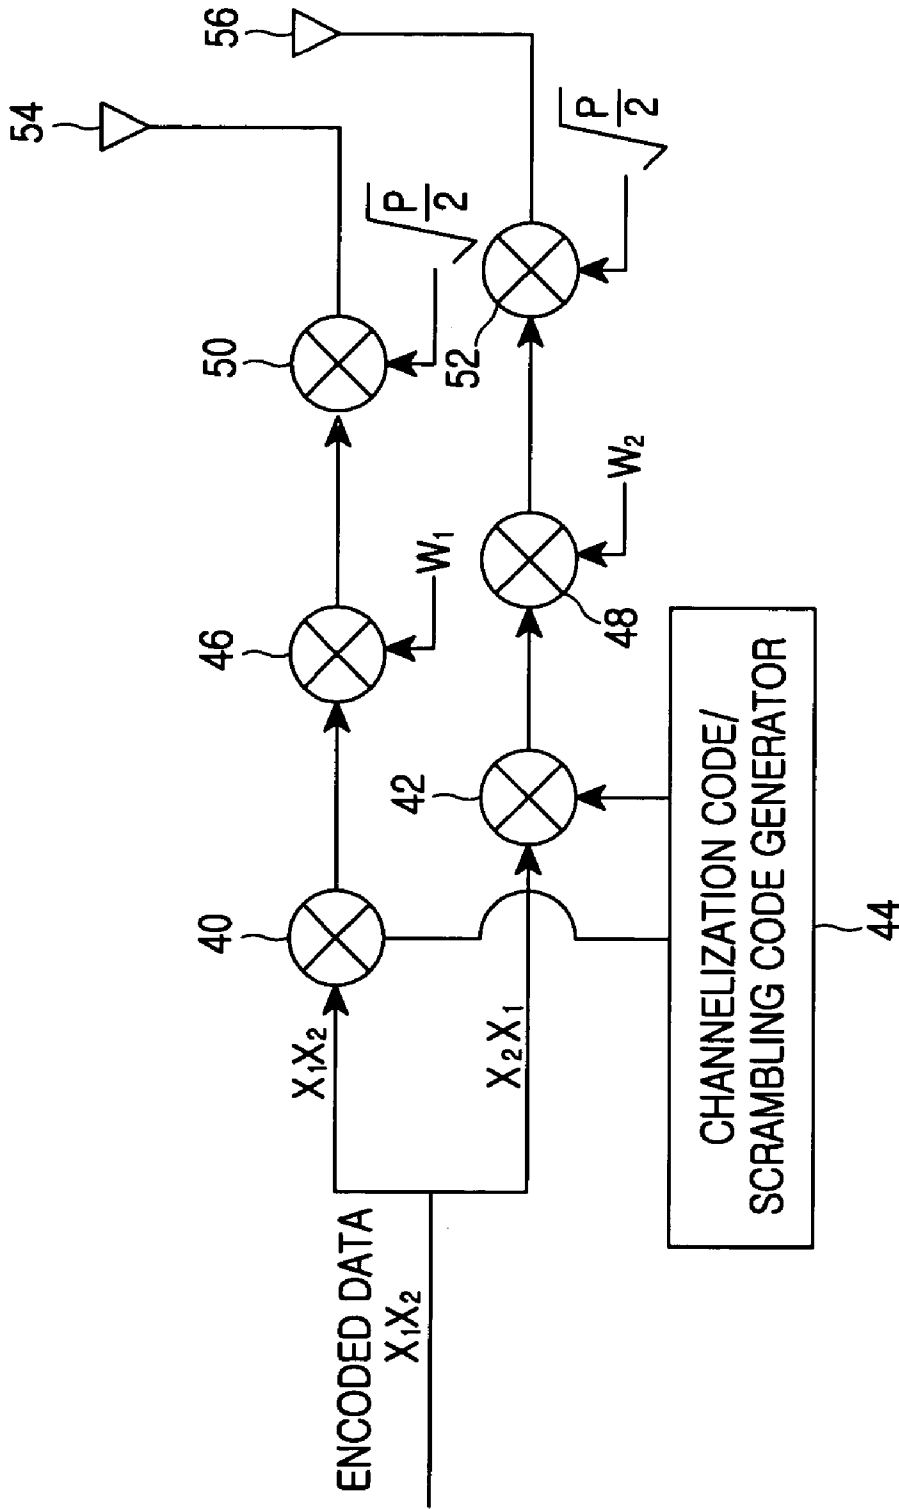 ENCODED DATA
X₁X₂
X₁X₂
X₂X₁
40
42
CHANNELIZATION CODE/
SCRAMBLING CODE GENERATOR
44
46
W₁
48
W₂
50
√P/2
52
√P/2
54
56